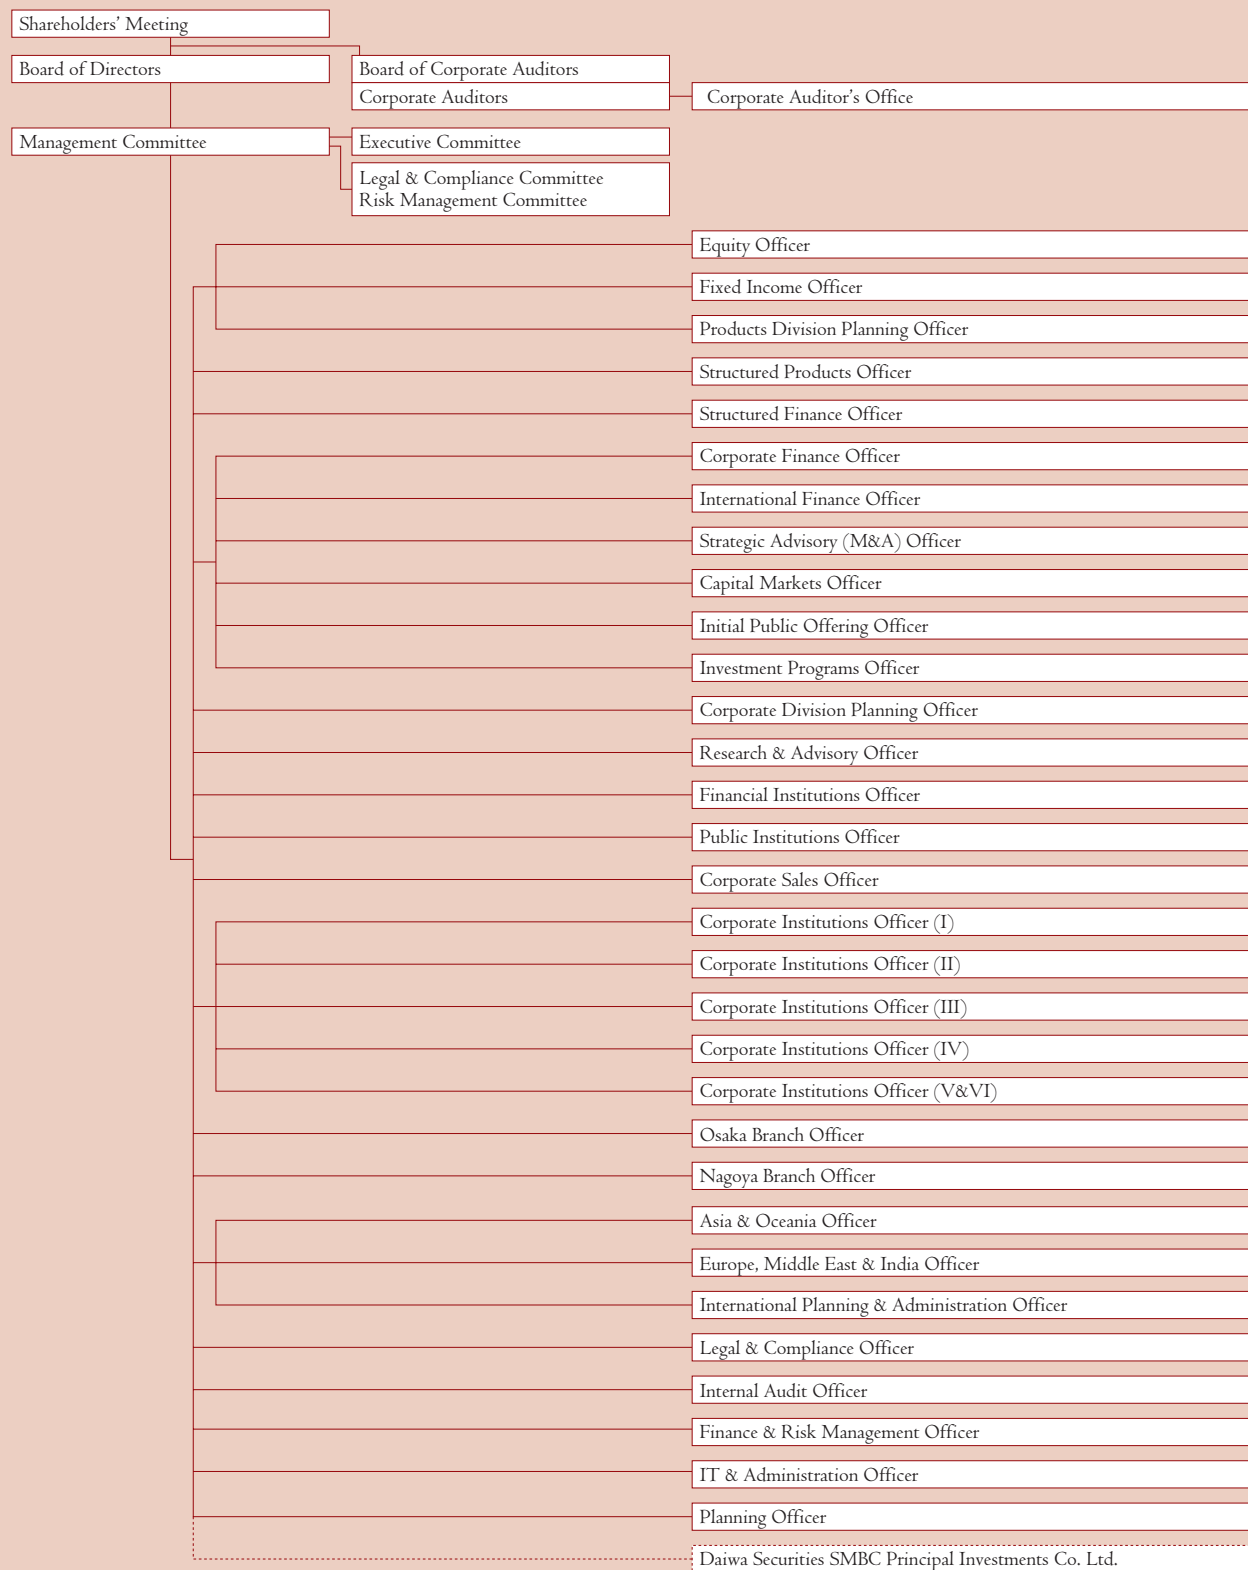 Shareholders’ Meeting
Board of Directors
Board of Corporate Auditors
Corporate Auditors
Corporate Auditor’s Office
Management Committee
Executive Committee
Legal & Compliance Committee
Risk Management Committee
Equity Officer
Fixed Income Officer
Products Division Planning Officer
Structured Products Officer
Structured Finance Officer
Corporate Finance Officer
International Finance Officer
Strategic Advisory (M&A) Officer
Capital Markets Officer
Initial Public Offering Officer
Investment Programs Officer
Corporate Division Planning Officer
Research & Advisory Officer
Financial Institutions Officer
Public Institutions Officer
Corporate Sales Officer
Corporate Institutions Officer (I)
Corporate Institutions Officer (II)
Corporate Institutions Officer (III)
Corporate Institutions Officer (IV)
Corporate Institutions Officer (V&VI)
Osaka Branch Officer
Nagoya Branch Officer
Asia & Oceania Officer
Europe, Middle East & India Officer
International Planning & Administration Officer
Legal & Compliance Officer
Internal Audit Officer
Finance & Risk Management Officer
IT & Administration Officer
Planning Officer
Daiwa Securities SMBC Principal Investments Co. Ltd.